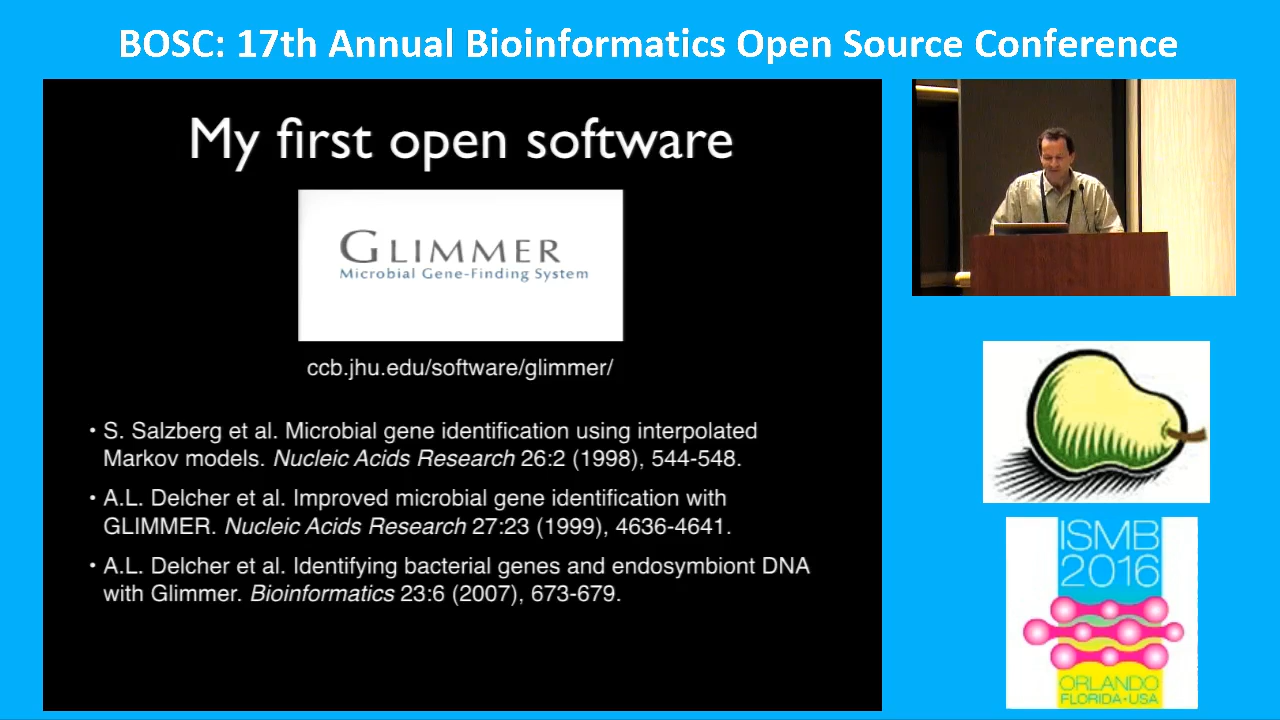 BOSC: 17th Annual Bioinformatics Open Source Conference
My first open software
GLIMMER
Microbial Gene-Finding System
ccb.jhu.edu/software/glimmer/
• S. Salzberg et al. Microbial gene identification using interpolated
Markov models. Nucleic Acids Research 26:2 (1998), 544-548.
• A.L. Delcher et al. Improved microbial gene identification with
GLIMMER. Nucleic Acids Research 27:23 (1999), 4636-4641.
• A.L. Delcher et al. Identifying bacterial genes and endosymbiont DNA
with Glimmer. Bioinformatics 23:6 (2007), 673-679.
ISMB
2016
ORLANDO
FLORIDA•USA